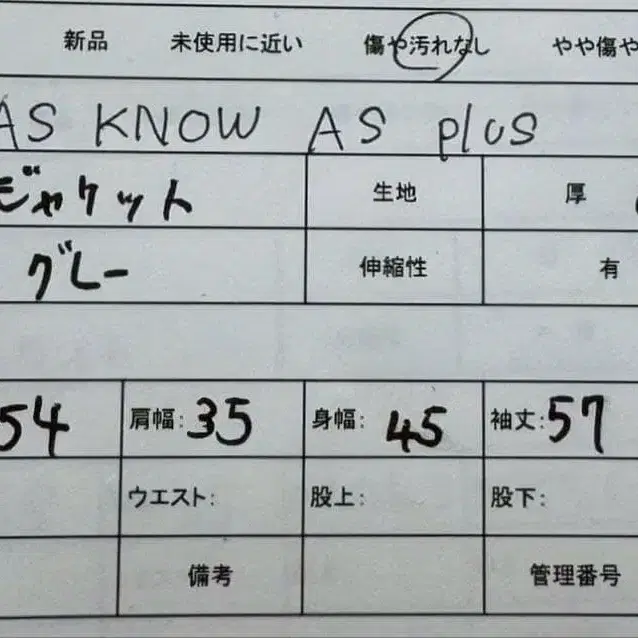 新品 未使用に近い 傷や汚れなし やや傷や
AS KNOW AS plus
ジャケット 生地 厚
グレー 伸縮性 有
54 肩幅: 35 身幅: 45 袖丈: 57
ウエスト: 股上: 股下:
備考 管理番号